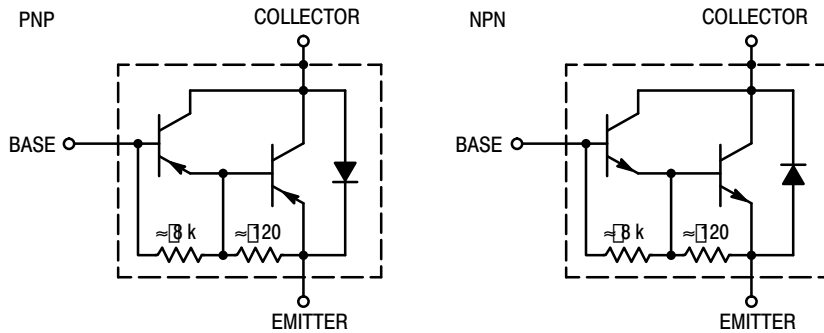 PNP
COLLECTOR
BASE
≈▯8 k
≈▯120
EMITTER
NPN
COLLECTOR
BASE
≈▯8 k
≈▯120
EMITTER